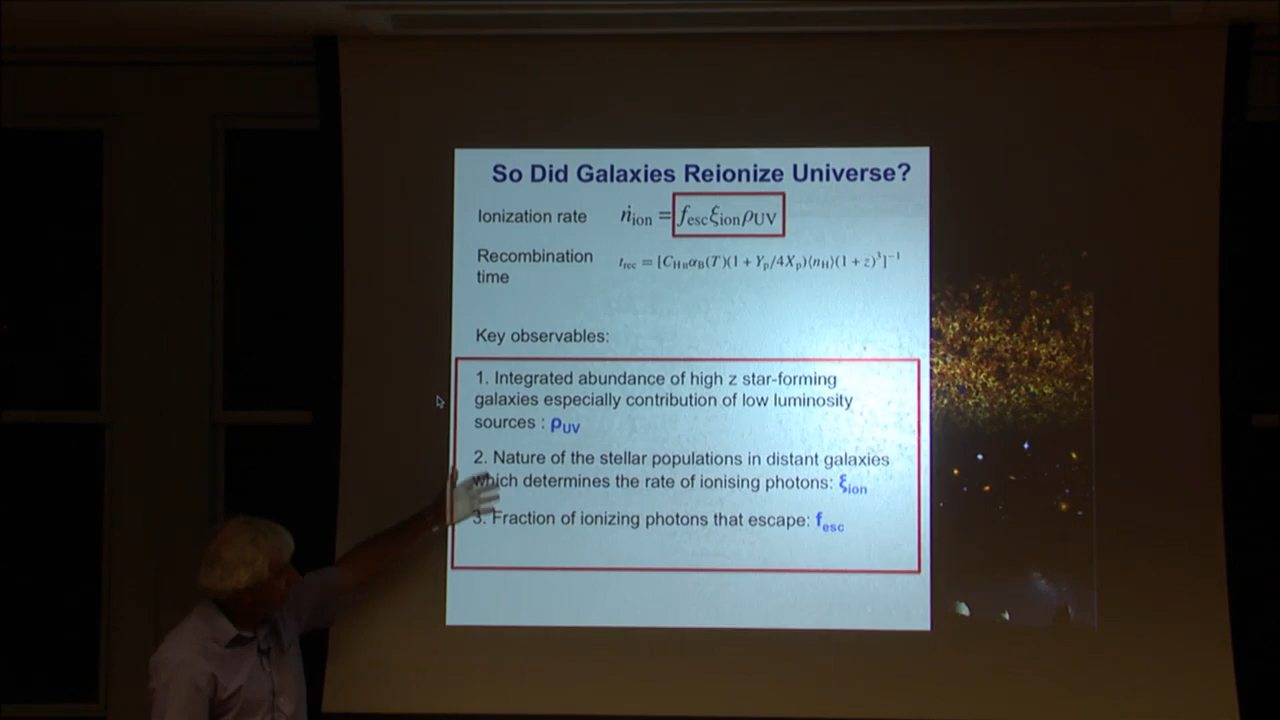 So Did Galaxies Reionize Universe?
Ionization rate ṅion = fescξionρUV
Recombination time trec = [CHIIαB(T)(1 + Yp/4Xp)⟨nH⟩(1 + z)³]⁻¹
Key observables:
1. Integrated abundance of high z star-forming
galaxies especially contribution of low luminosity
sources : ρUV
2. Nature of the stellar populations in distant galaxies
which determines the rate of ionising photons: ξion
3. Fraction of ionizing photons that escape: fesc